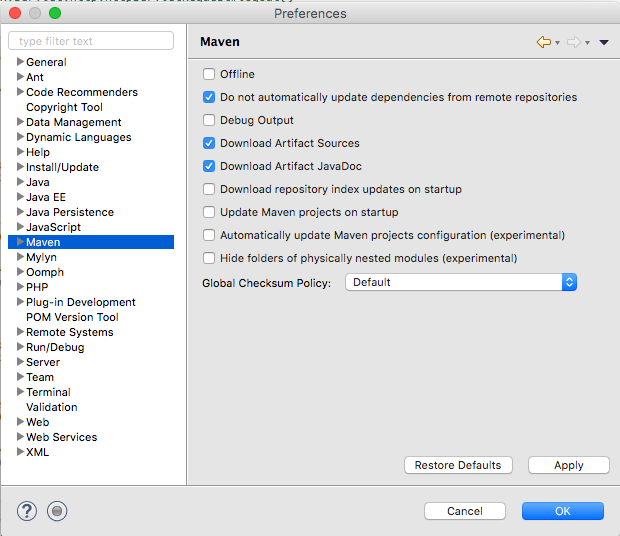 Preferences
type filter text
General
Ant
Code Recommenders
Copyright Tool
Data Management
Dynamic Languages
Help
Install/Update
Java
Java EE
Java Persistence
JavaScript
Maven
Mylyn
Oomph
PHP
Plug-in Development
POM Version Tool
Remote Systems
Run/Debug
Server
Team
Terminal
Validation
Web
Web Services
XML
Maven
Offline
Do not automatically update dependencies from remote repositories
Debug Output
Download Artifact Sources
Download Artifact JavaDoc
Download repository index updates on startup
Update Maven projects on startup
Automatically update Maven projects configuration (experimental)
Hide folders of physically nested modules (experimental)
Global Checksum Policy: Default
Restore Defaults Apply
? Cancel OK